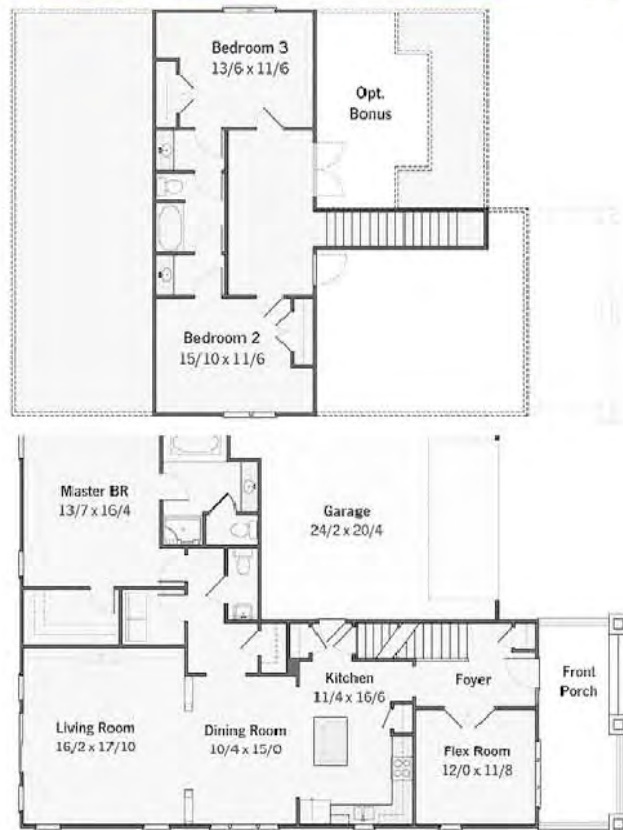 Bedroom 3
13/6 x 11/6
Opt.
Bonus
Bedroom 2
15/10 x 11/6
Master BR
13/7 x 16/4
Garage
24/2 x 20/4
Kitchen
11/4 x 16/6
Foyer
Front
Porch
Living Room
16/2 x 17/10
Dining Room
10/4 x 15/0
Flex Room
12/0 x 11/8